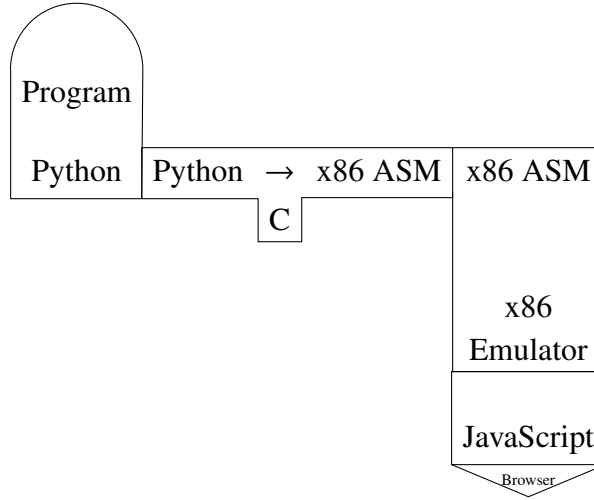 Program
Python Python → x86 ASM x86 ASM
C
x86
Emulator
JavaScript
Browser